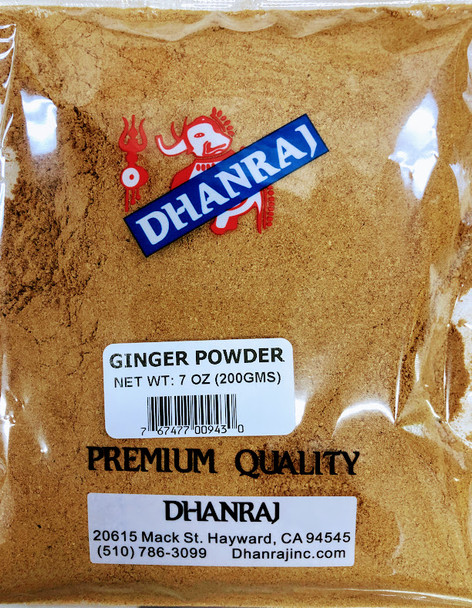 DHANRAJ
GINGER POWDER
NET WT: 7 OZ (200GMS)
7 67477 00943 0
PREMIUM QUALITY
DHANRAJ
20615 Mack St. Hayward, CA 94545
(510) 786-3099 Dhanrajinc.com